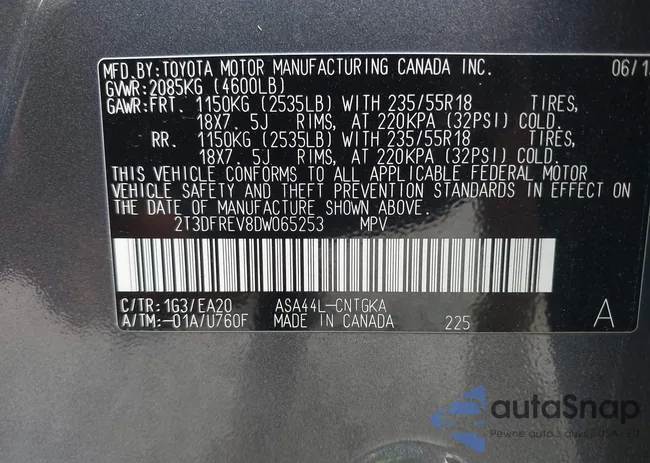 MFD.BY:TOYOTA MOTOR MANUFACTURING CANADA INC. 06/1
GVWR:2085KG (4600LB)
GAWR:FRT. 1150KG (2535LB) WITH 235/55R18 TIRES,
18X7. 5J RIMS, AT 220KPA (32PSI) COLD.
RR. 1150KG (2535LB) WITH 235/55R18 TIRES,
18X7. 5J RIMS, AT 220KPA (32PSI) COLD.
THIS VEHICLE CONFORMS TO ALL APPLICABLE FEDERAL MOTOR
VEHICLE SAFETY AND THEFT PREVENTION STANDARDS IN EFFECT ON
THE DATE OF MANUFACTURE SHOWN ABOVE.
2T3DFREV8DW065253 MPV
C/TR:1G3/EA20 ASA44L-CNTGKA
A/TM:-01A/U760F MADE IN CANADA 225 A
autoSnap
Pewne auto z